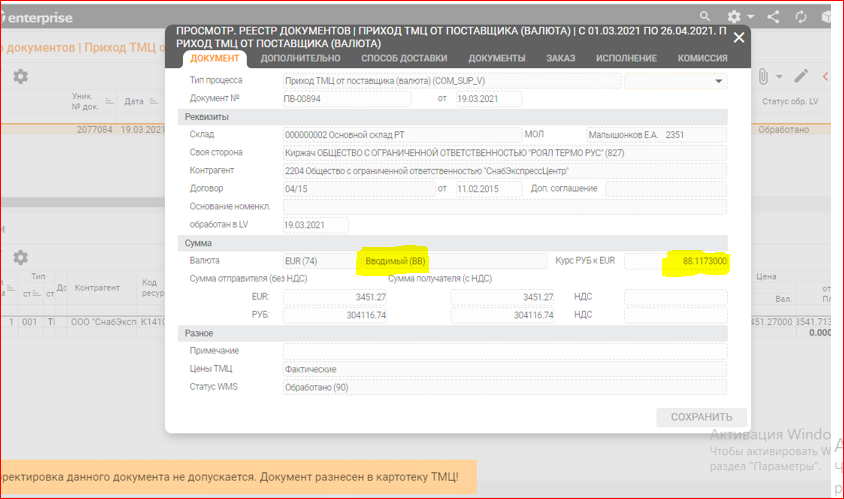 enterprise
ПРОСМОТР. РЕЕСТР ДОКУМЕНТОВ | ПРИХОД ТМЦ ОТ ПОСТАВЩИКА (ВАЛЮТА) | С 01.03.2021 ПО 26.04.2021. П
РИХОД ТМЦ ОТ ПОСТАВЩИКА (ВАЛЮТА)
р документов | Приход ТМЦ о
ДОКУМЕНТ ДОПОЛНИТЕЛЬНО СПОСОБ ДОСТАВКИ ДОКУМЕНТЫ ЗАКАЗ ИСПОЛНЕНИЕ КОМИССИЯ
Тип процесса Приход ТМЦ от поставщика (валюта) (COM_SUP_V)
Документ № ПВ-00894 от 19.03.2021
Уник.
№ док. Дата Статус обр. LV
Реквизиты
2077084 19.03.2021 Обработано
Склад 000000002 Основной склад РТ МОЛ Малышонков Е.А. 2351
Своя сторона Киржач ОБЩЕСТВО С ОГРАНИЧЕННОЙ ОТВЕТСТВЕННОСТЬЮ "РОЯЛ ТЕРМО РУС" (827)
Контрагент 2204 Общество с ограниченной ответственностью "СнабЭкспрессЦентр"
Договор 04/15 от 11.02.2015 Доп. соглашение
Основание номенкл.
обработан в LV 19.03.2021
Сумма
Валюта EUR (74) Вводимый (ВВ) Курс РУБ к EUR 88.1173000
Сумма отправителя (без НДС) Сумма получателя (с НДС)
EUR: 3451.27 3451.27 НДС
РУБ: 304116.74 304116.74 НДС
Тип Контрагент Код
ресур Цена
ст ст Вал.
1 001 ООО "СнабЭксп K1410 451.27000 3541.713
0.000
Разное
Примечание
Цены ТМЦ Фактические
Статус WMS Обработано (90)
СОХРАНИТЬ
Активация Windo
Чтобы активировать W
раздел "Параметры".
ректировка данного документа не допускается. Документ разнесен в картотеку ТМЦ!